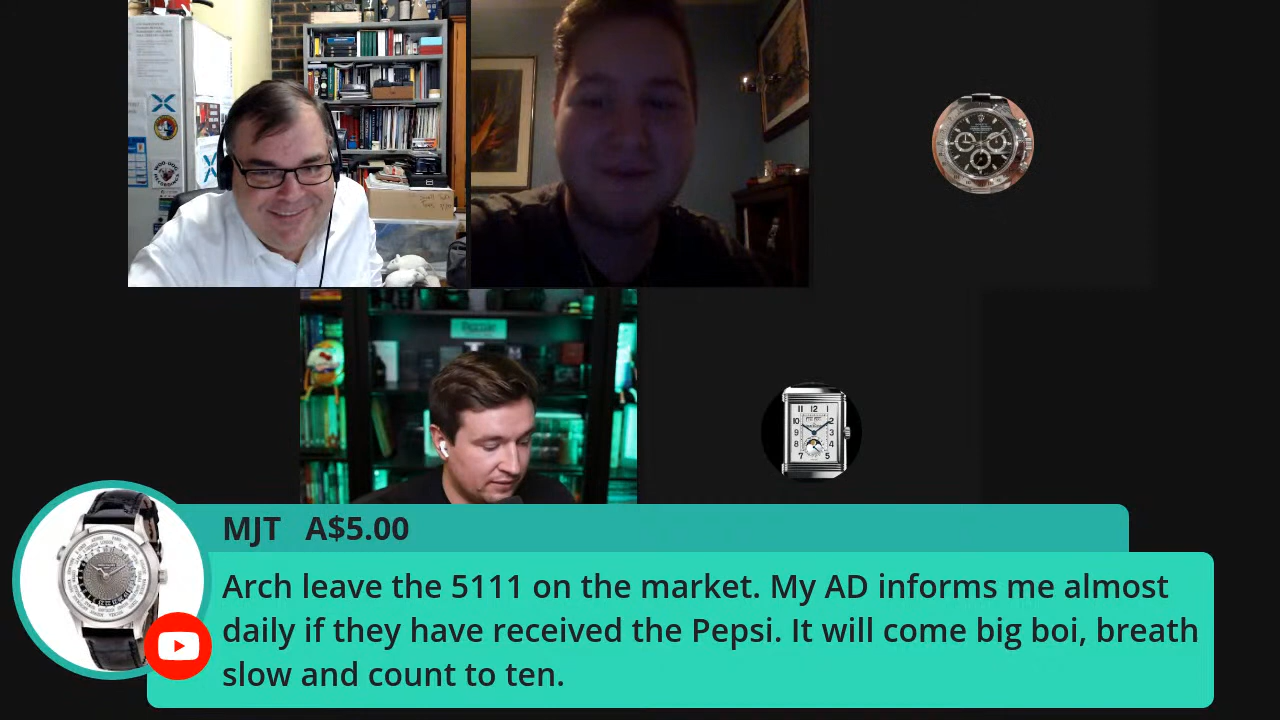 MJT A$5.00
Arch leave the 5111 on the market. My AD informs me almost
daily if they have received the Pepsi. It will come big boi, breath
slow and count to ten.